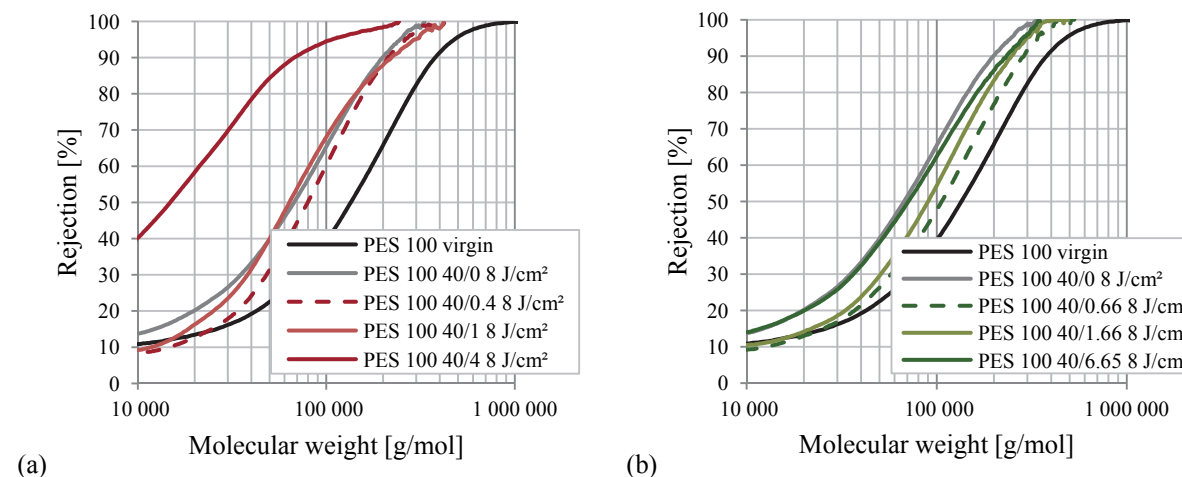 100
90
80
70
60
50
40
30
20
10
0
Rejection [%]
PES 100 virgin
PES 100 40/0 8 J/cm²
PES 100 40/0.4 8 J/cm²
PES 100 40/1 8 J/cm²
PES 100 40/4 8 J/cm²
10 000
100 000
1 000 000
Molecular weight [g/mol]
(a)
100
90
80
70
60
50
40
30
20
10
0
Rejection [%]
PES 100 virgin
PES 100 40/0 8 J/cm²
PES 100 40/0.66 8 J/cm
PES 100 40/1.66 8 J/cm
PES 100 40/6.65 8 J/cm
10 000
100 000
1 000 000
Molecular weight [g/mol]
(b)